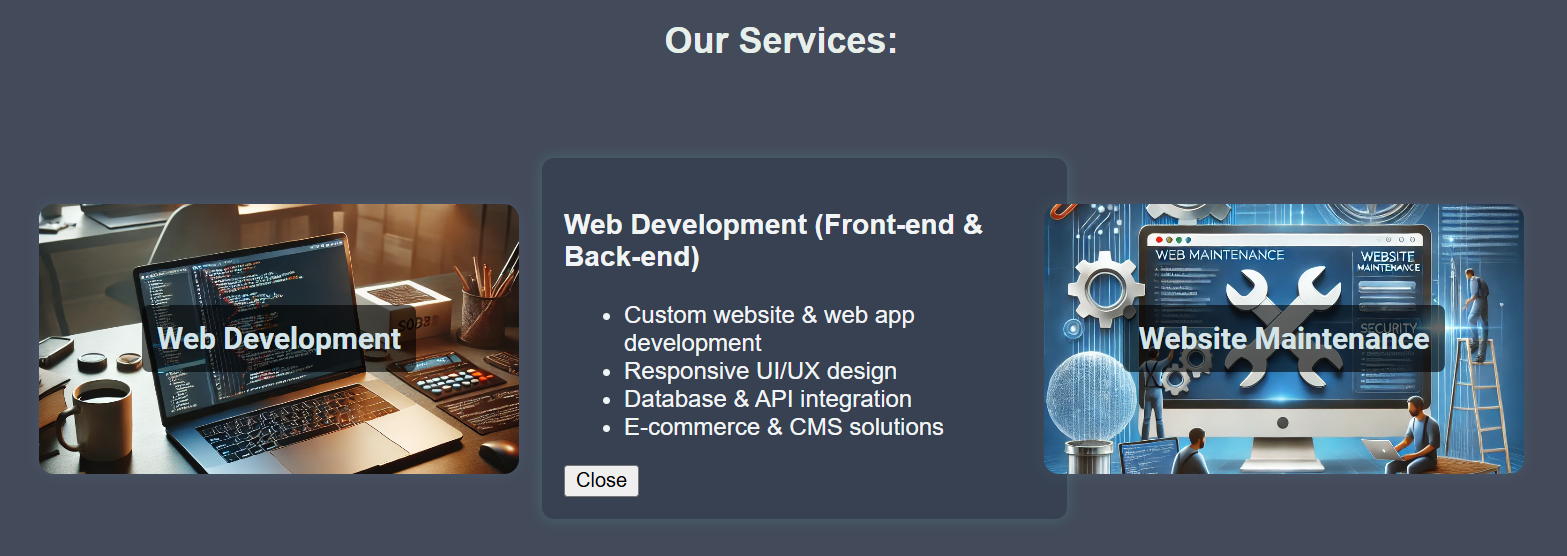 Our Services:
Web Development
Web Development (Front-end &
Back-end)
Custom website & web app
development
Responsive UI/UX design
Database & API integration
E-commerce & CMS solutions
Close
WEB MAINTENANCE
WEBSITE
MAINTENANCE
SECURITY
Website Maintenance